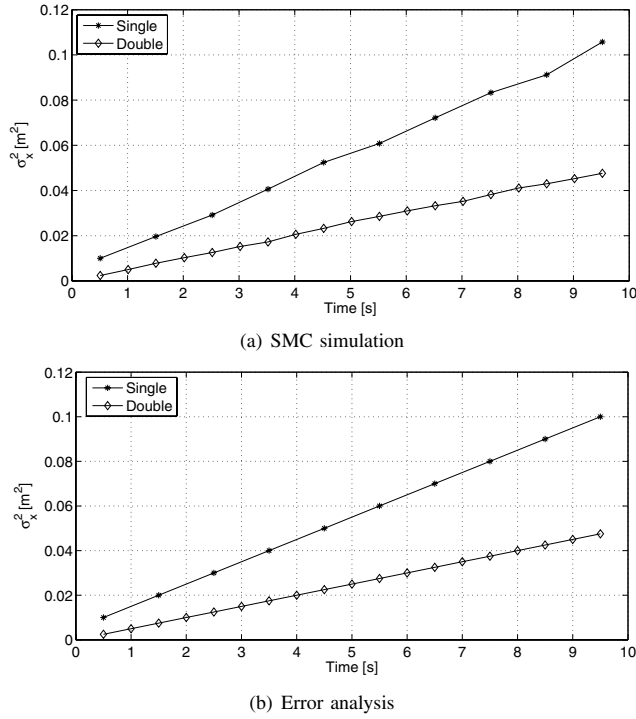 0.12
Single
Double
0.1
0.08
0.06
0.04
0.02
0
σₓ² [m²]
0 1 2 3 4 5 6 7 8 9 10
Time [s]
(a) SMC simulation
0.12
Single
Double
0.1
0.08
0.06
0.04
0.02
0
σₓ² [m²]
0 1 2 3 4 5 6 7 8 9 10
Time [s]
(b) Error analysis